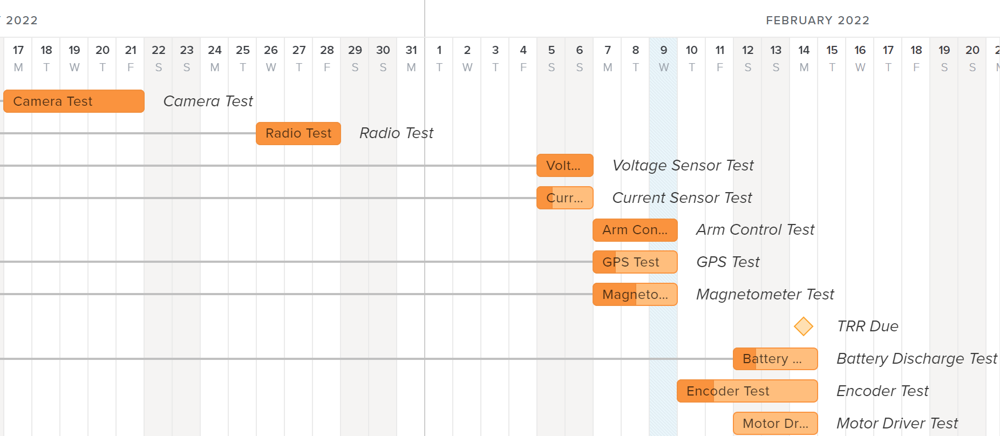 2022 FEBRUARY 2022
17 18 19 20 21 22 23 24 25 26 27 28 29 30 31 1 2 3 4 5 6 7 8 9 10 11 12 13 14 15 16 17 18 19 20
M T W T F S S M T W T F S S M T W T F S S M T W T F S S M T W T F S S
Camera Test Camera Test
Radio Test Radio Test
Volt... Voltage Sensor Test
Curr... Current Sensor Test
Arm Con... Arm Control Test
GPS Test GPS Test
Magneto... Magnetometer Test
TRR Due
Battery ... Battery Discharge Test
Encoder Test Encoder Test
Motor Dr... Motor Driver Test